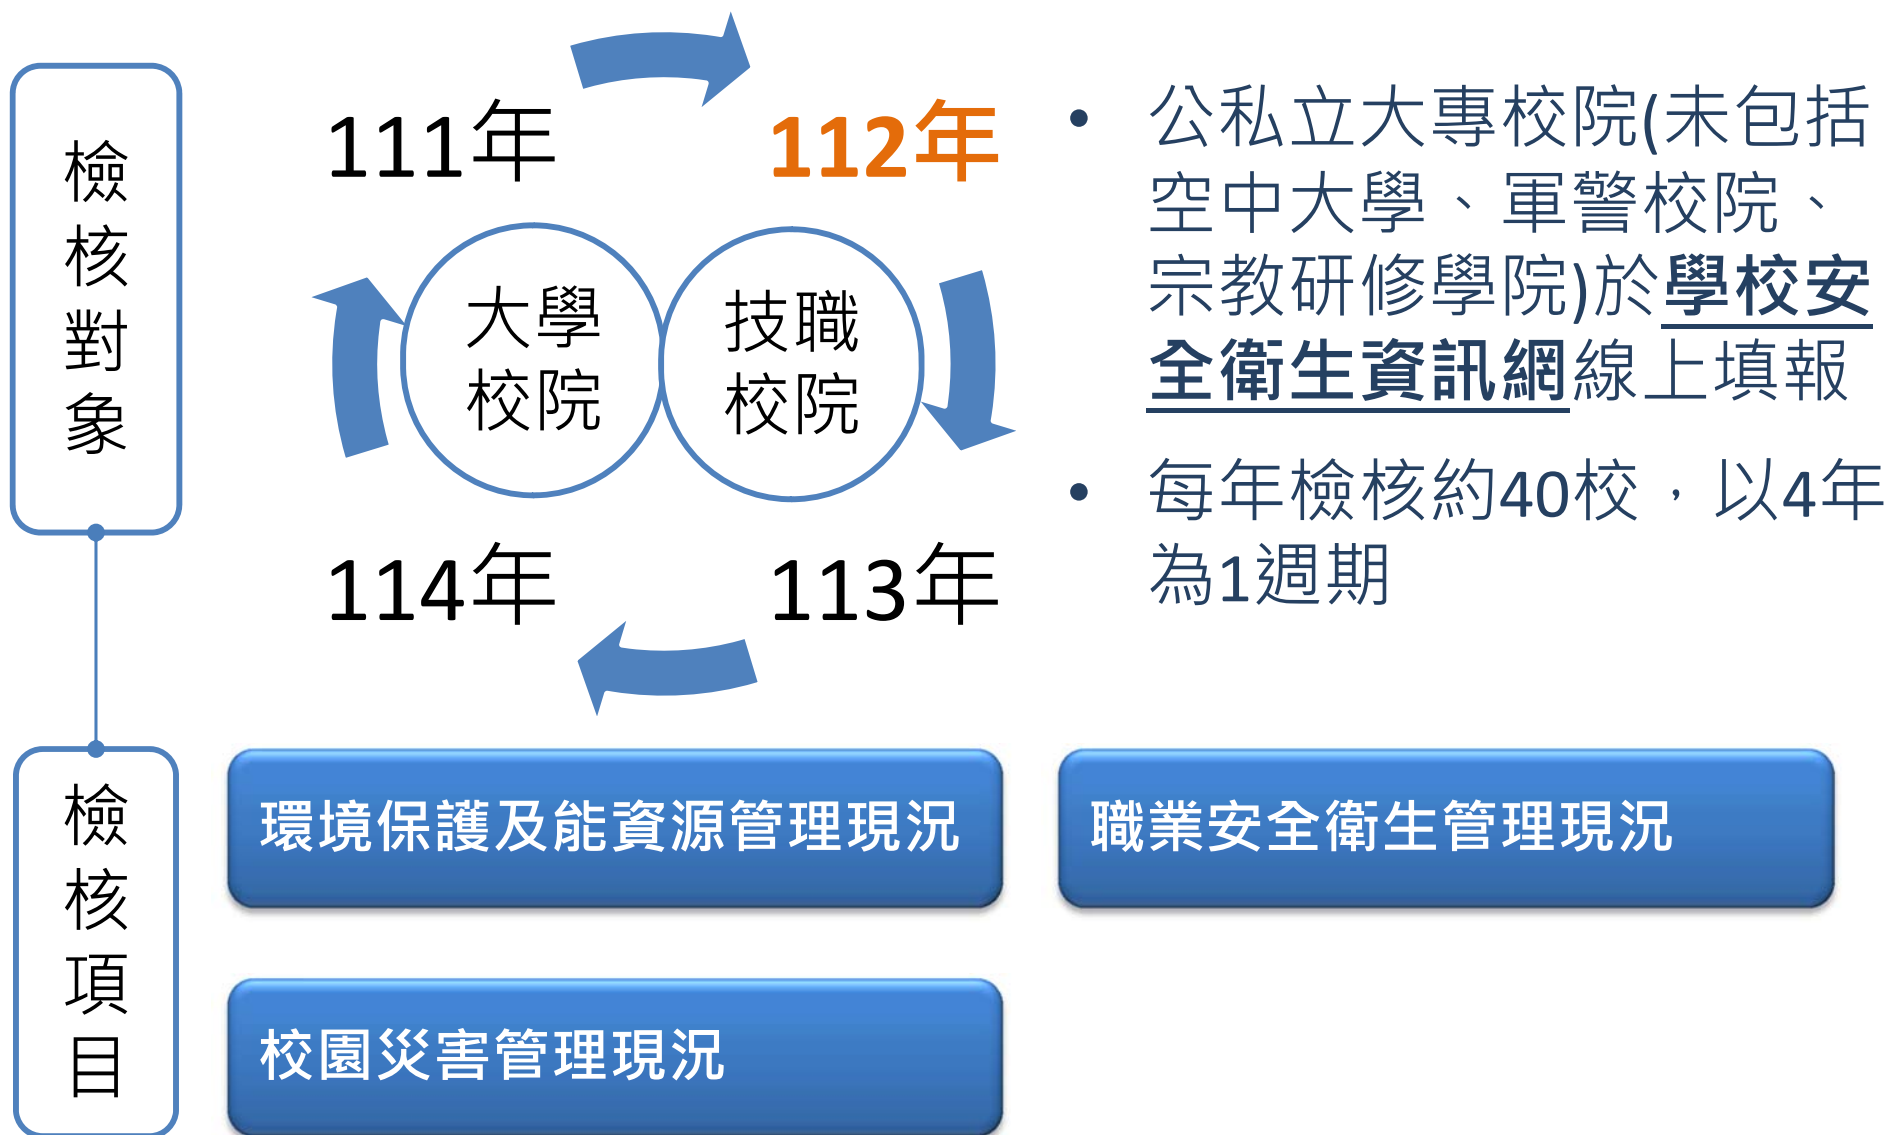 檢核對象
111年
112年
大學
校院
技職
校院
114年
113年
• 公私立大專校院(未包括
空中大學、軍警校院、
宗教研修學院)於學校安
全衛生資訊網線上填報
• 每年檢核約40校，以4年
為1週期
檢核項目
環境保護及能資源管理現況
職業安全衛生管理現況
校園災害管理現況